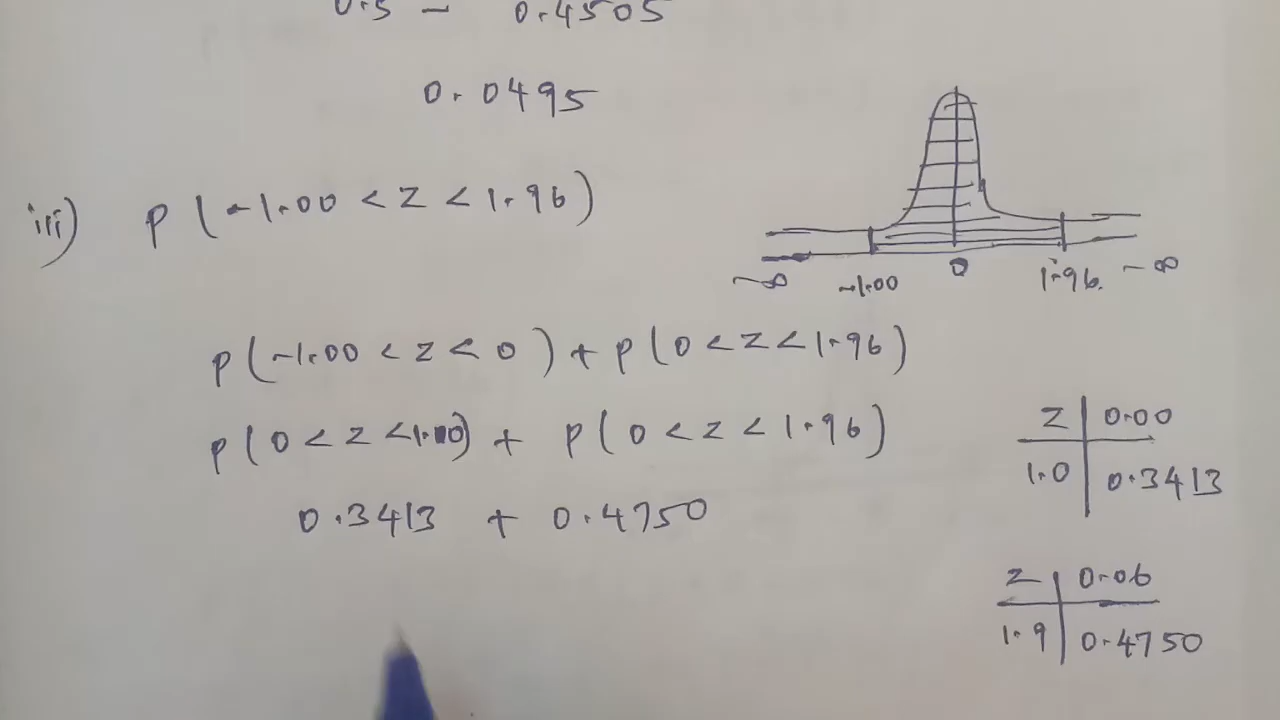 0.5 - 0.4505
0.0495
iii) P(-1.00 < Z < 1.96)
-∞ -1.00 0 1.96. -∞
P(-1.00 < Z < 0) + P(0 < Z < 1.96)
P(0 < Z < 1.00) + P(0 < Z < 1.96)
0.3413 + 0.4750
Z 0.00
1.0 0.3413
Z 0.06
1.9 0.4750